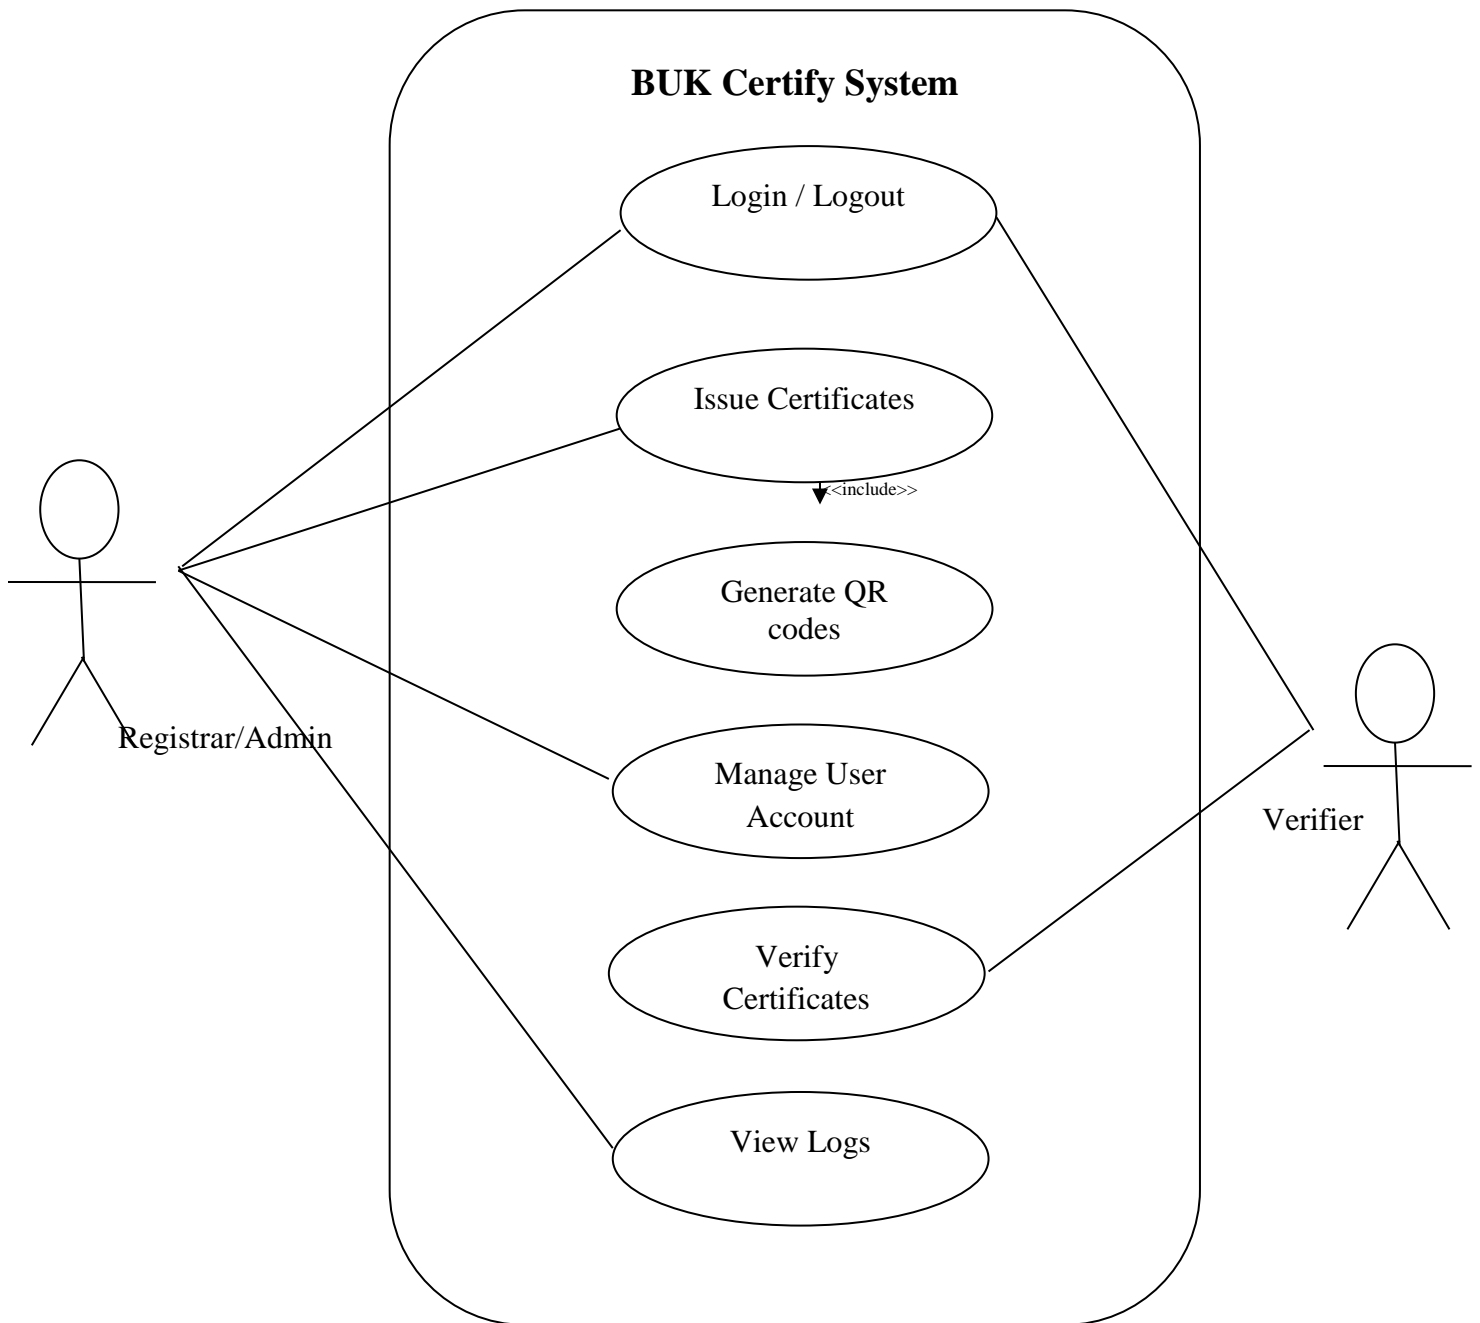 BUK Certify System
Login / Logout
Issue Certificates
<<include>>
Generate QR
codes
Registrar/Admin
Manage User
Account
Verifier
Verify
Certificates
View Logs